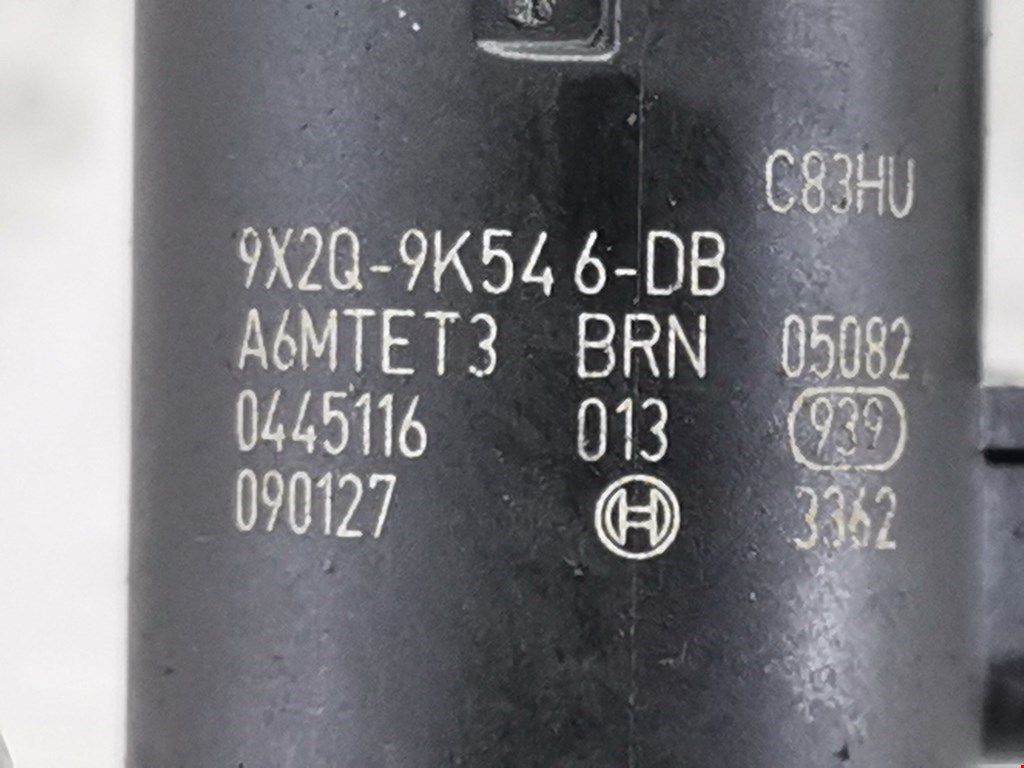 C83HU
9X2Q-9K546-DB
A6MTET3 BRN 05082
0445116 013 939
090127 3362